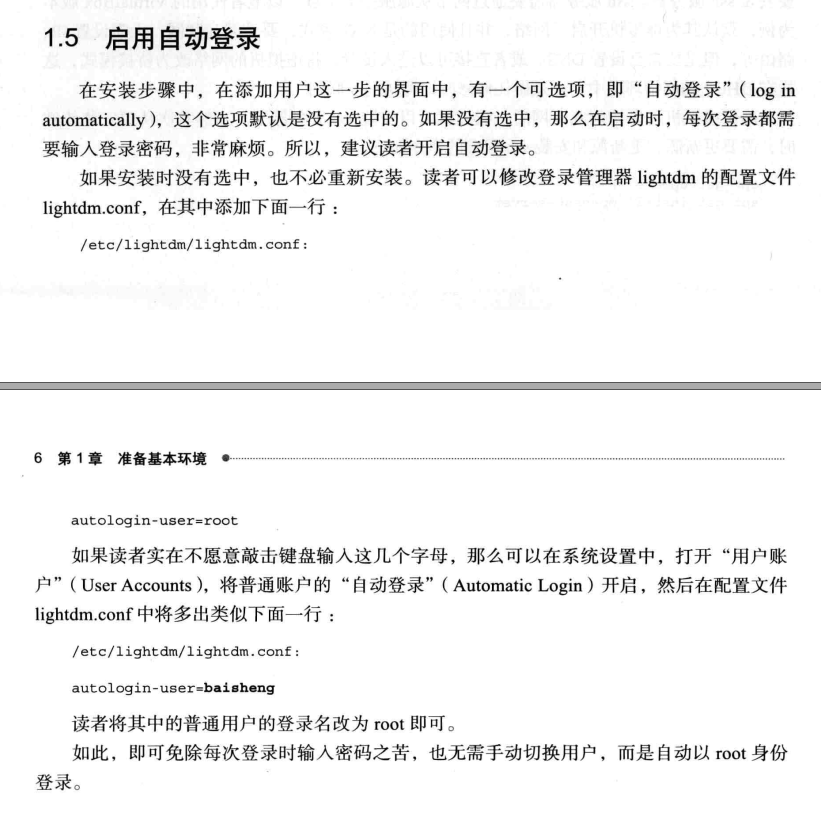 1.5 启用自动登录
在安装步骤中，在添加用户这一步的界面中，有一个可选项，即“自动登录”（log in
automatically），这个选项默认是没有选中的。如果没有选中，那么在启动时，每次登录都需
要输入登录密码，非常麻烦。所以，建议读者开启自动登录。
如果安装时没有选中，也不必重新安装。读者可以修改登录管理器 lightdm 的配置文件
lightdm.conf，在其中添加下面一行：
/etc/lightdm/lightdm.conf:
6 第 1 章 准备基本环境
autologin-user=root
如果读者实在不愿意敲击键盘输入这几个字母，那么可以在系统设置中，打开“用户账
户”（User Accounts），将普通账户的“自动登录”（Automatic Login）开启，然后在配置文件
lightdm.conf 中将多出类似下面一行：
/etc/lightdm/lightdm.conf:
autologin-user=baisheng
读者将其中的普通用户的登录名改为 root 即可。
如此，即可免除每次登录时输入密码之苦，也无需手动切换用户，而是自动以 root 身份
登录。